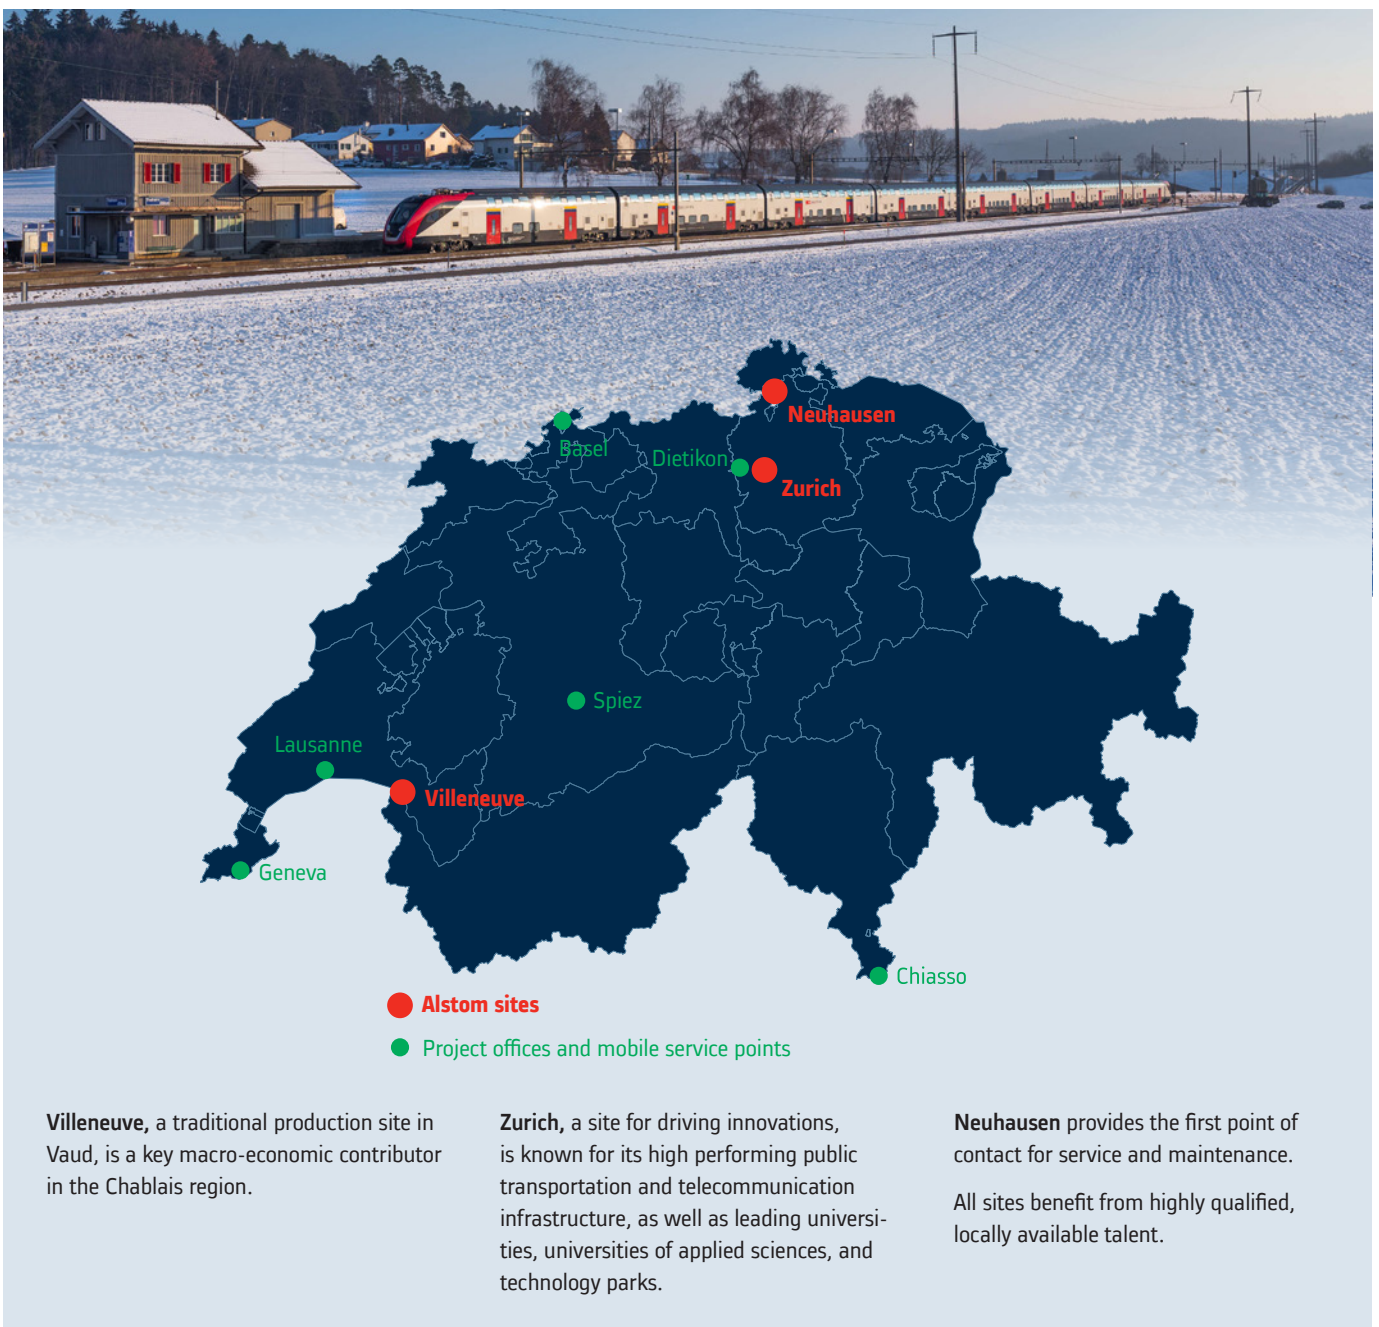 Neuhausen
Basel
Dietikon
Zurich
Spiez
Lausanne
Villeneuve
Geneva
Chiasso
Alstom sites
Project offices and mobile service points
Villeneuve, a traditional production site in
Vaud, is a key macro-economic contributor
in the Chablais region.
Zurich, a site for driving innovations,
is known for its high performing public
transportation and telecommunication
infrastructure, as well as leading universi-
ties, universities of applied sciences, and
technology parks.
Neuhausen provides the first point of
contact for service and maintenance.
All sites benefit from highly qualified,
locally available talent.